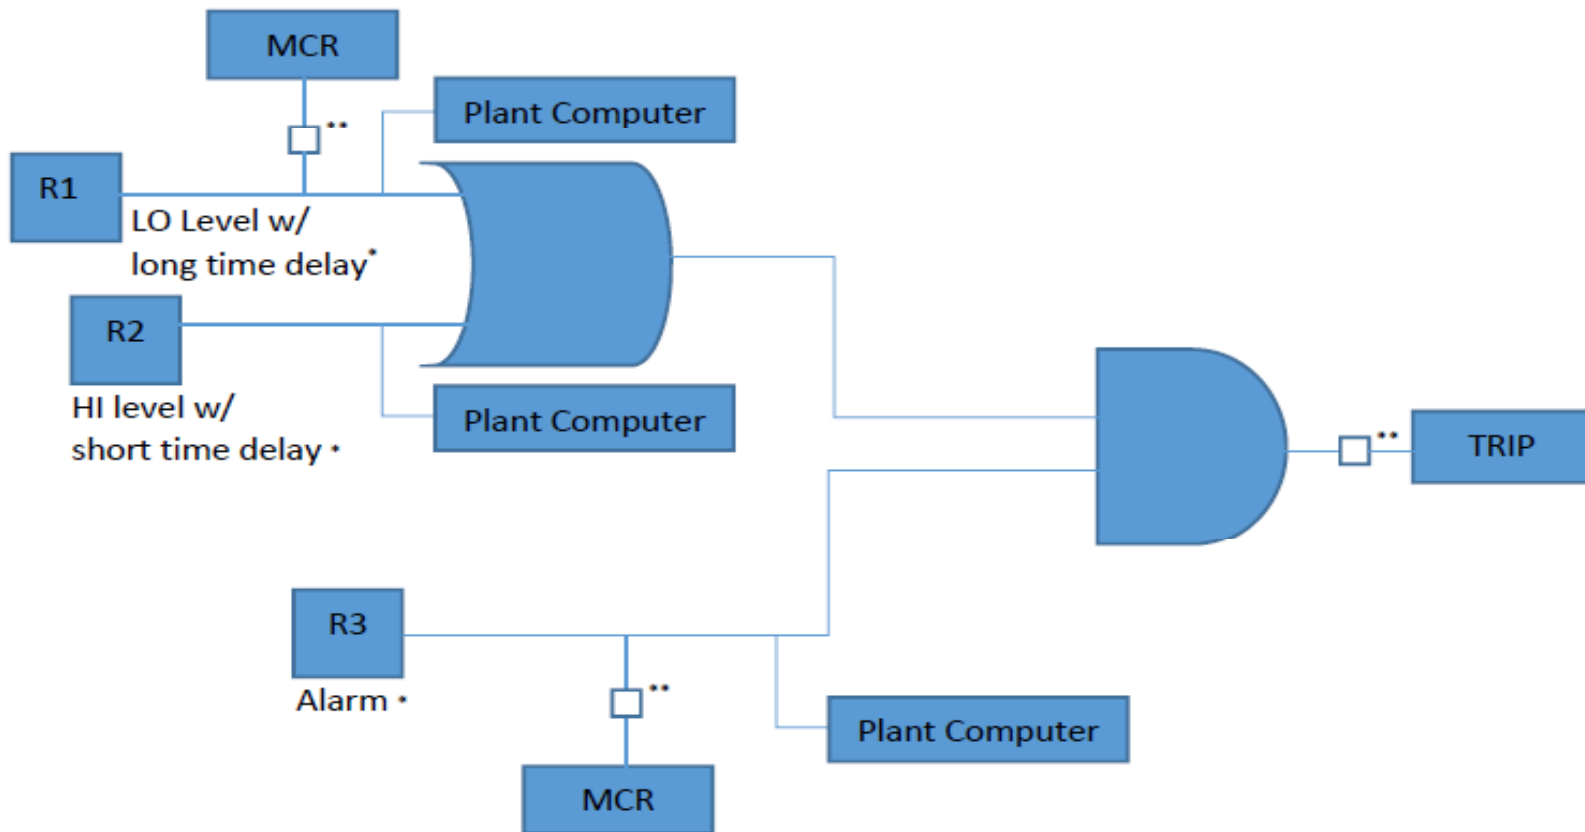 MCR
**
Plant Computer
R1
LO Level w/
long time delay*
R2
HI level w/
short time delay *
Plant Computer
**
TRIP
R3
Alarm *
**
Plant Computer
MCR